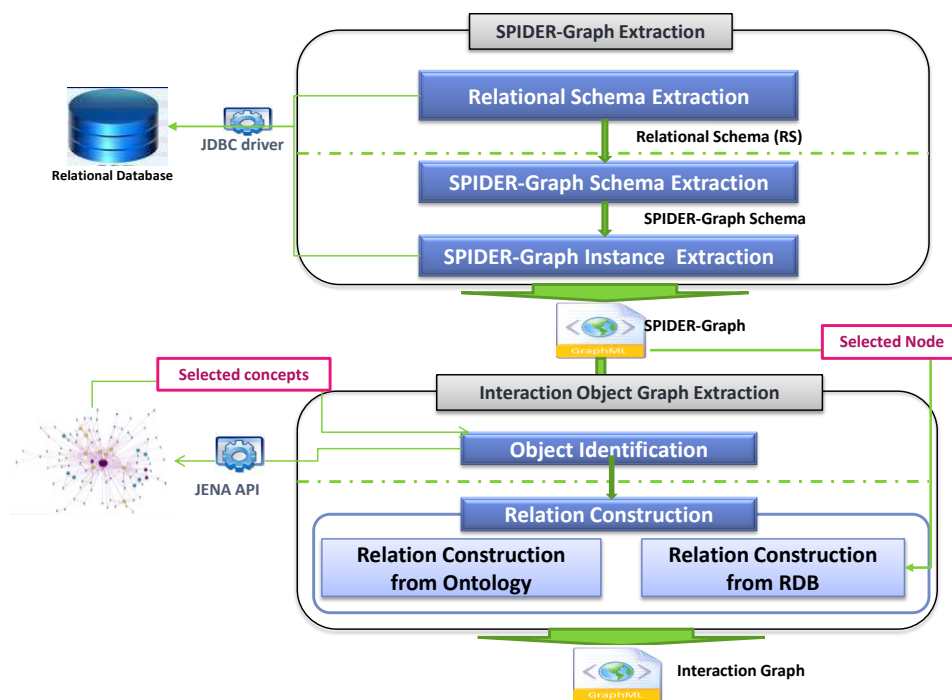 SPIDER-Graph Extraction
Relational Schema Extraction
JDBC driver
Relational Schema (RS)
Relational Database
SPIDER-Graph Schema Extraction
SPIDER-Graph Schema
SPIDER-Graph Instance Extraction
SPIDER-Graph
GraphML
Selected Node
Selected concepts
Interaction Object Graph Extraction
Object Identification
JENA API
Relation Construction
Relation Construction
from Ontology
Relation Construction
from RDB
Interaction Graph
GraphML